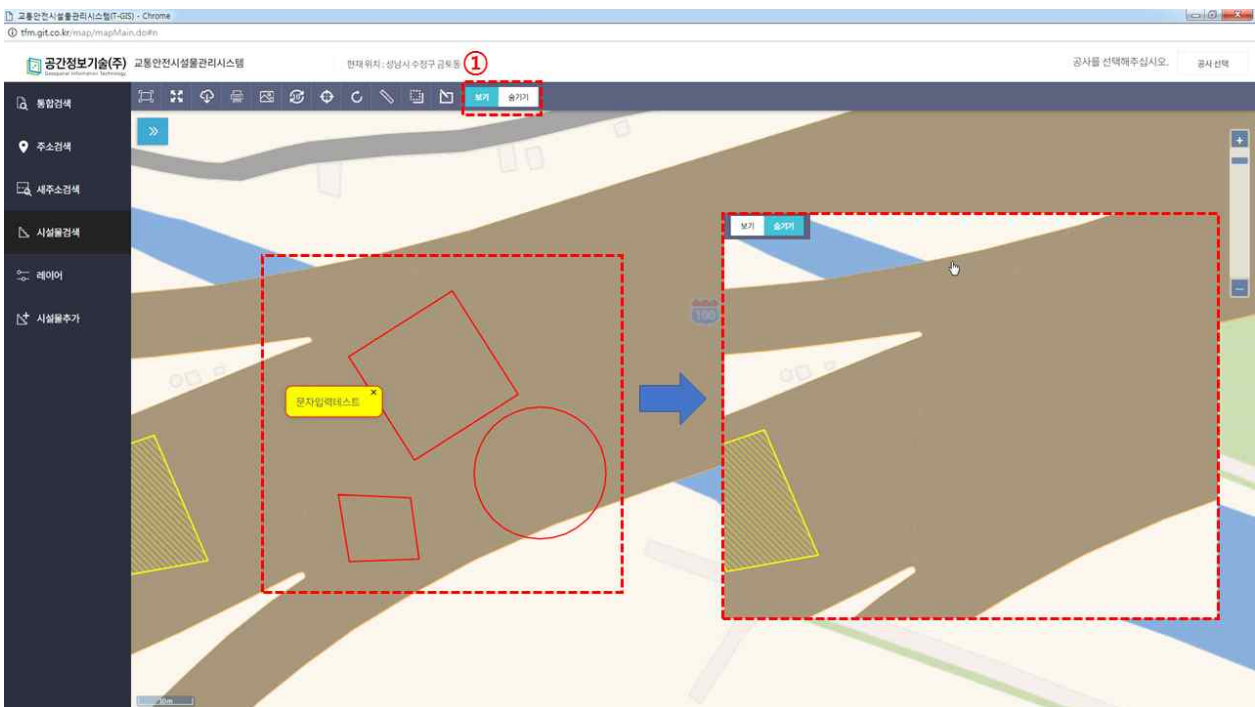 교통안전시설물관리시스템(T-GIS) - Chrome
tfm.git.co.kr/map/mapMain.do#n
공간정보기술(주) 교통안전시설물관리시스템
Geospatial Information Technology
현재 위치 : 성남시 수정구 금토동
①
공사를 선택해주십시오.
공사 선택
통합검색
주소검색
새주소검색
시설물검색
레이어
시설물추가
보기 숨기기
보기 숨기기
문자입력테스트